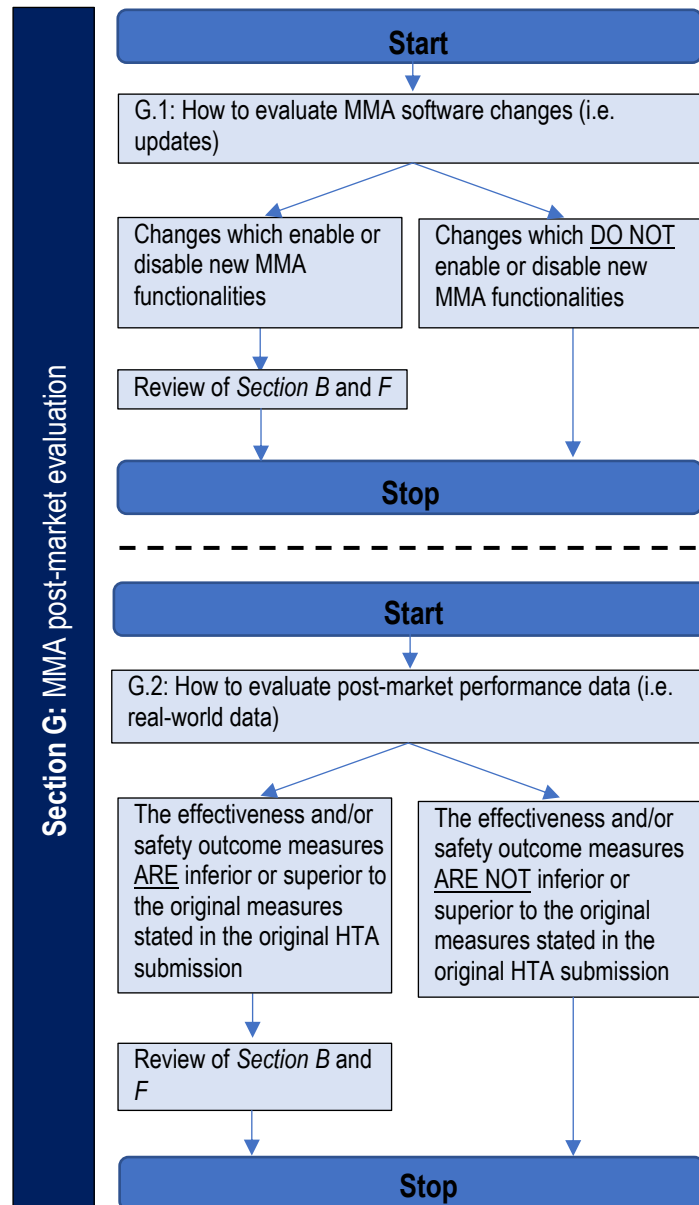 Section G: MMA post-market evaluation
Start
G.1: How to evaluate MMA software changes (i.e.
updates)
Changes which enable or
disable new MMA
functionalities
Changes which DO NOT
enable or disable new
MMA functionalities
Review of Section B and F
Stop
Start
G.2: How to evaluate post-market performance data (i.e.
real-world data)
The effectiveness and/or
safety outcome measures
ARE inferior or superior to
the original measures
stated in the original HTA
submission
The effectiveness and/or
safety outcome measures
ARE NOT inferior or
superior to the original
measures stated in the
original HTA submission
Review of Section B and
F
Stop